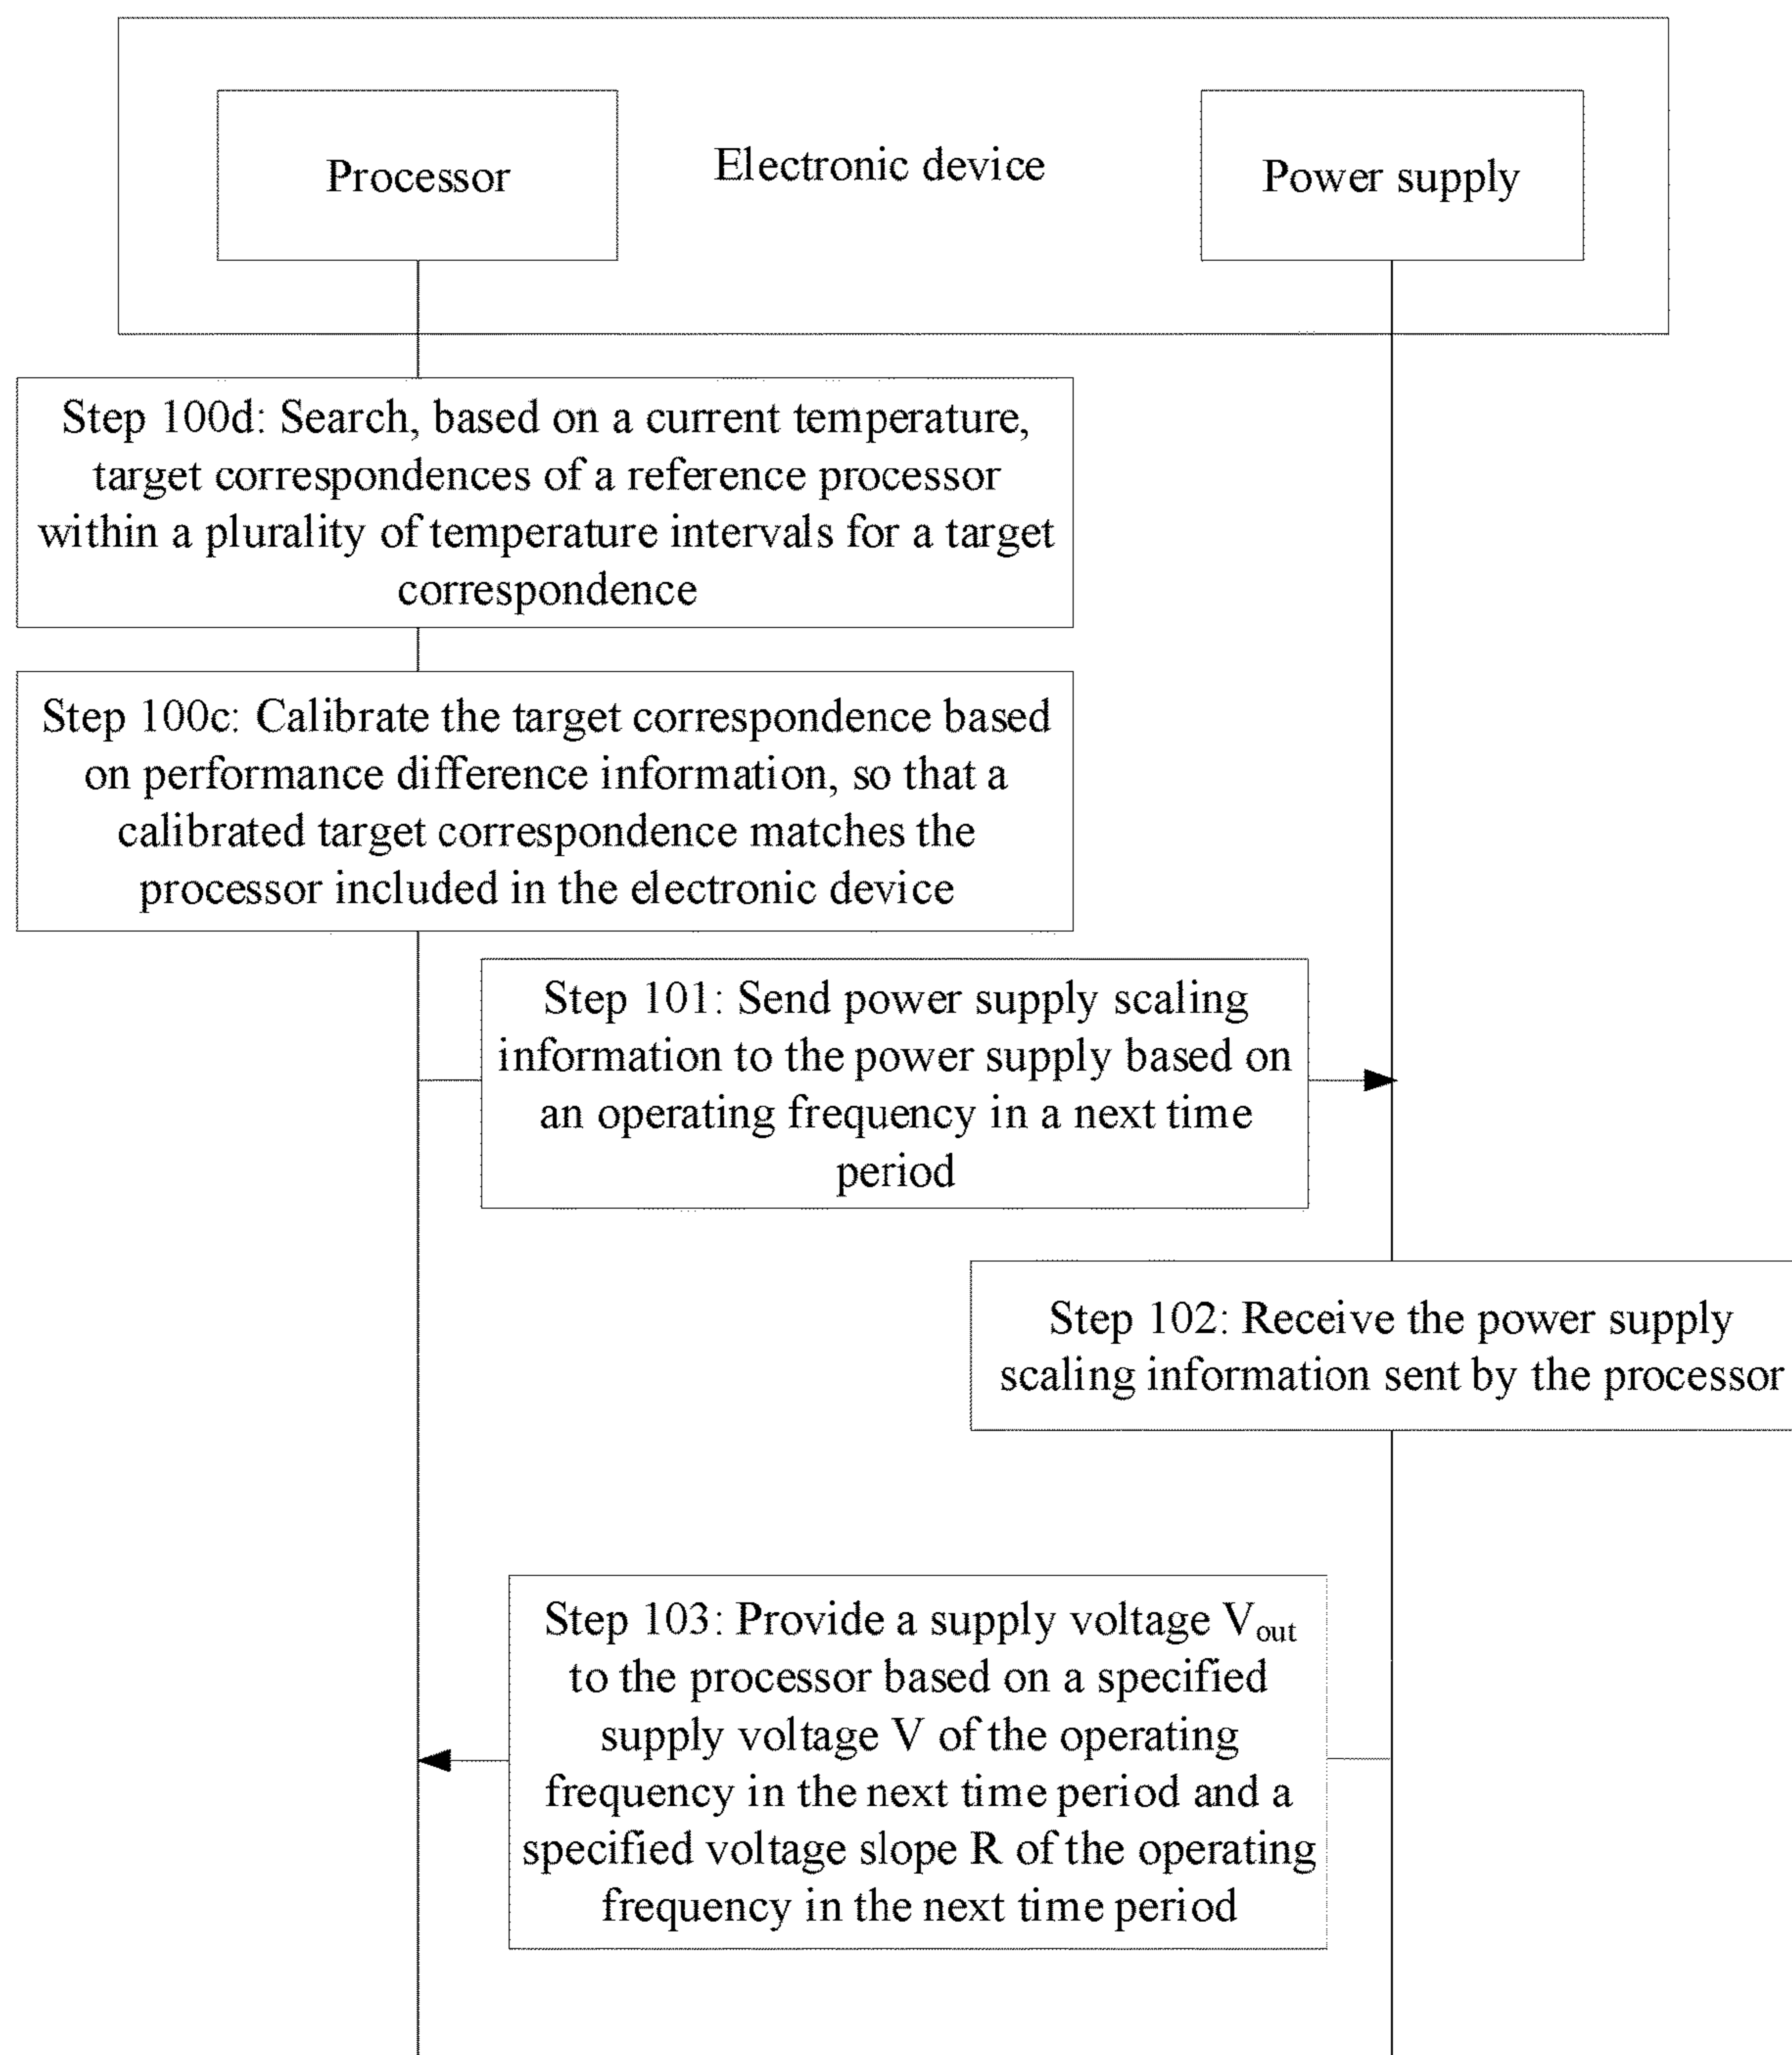 Processor
Electronic device
Power supply
Step 100d: Search, based on a current temperature,
target correspondences of a reference processor
within a plurality of temperature intervals for a target
correspondence
Step 100c: Calibrate the target correspondence based
on performance difference information, so that a
calibrated target correspondence matches the
processor included in the electronic device
Step 101: Send power supply scaling
information to the power supply based on
an operating frequency in a next time
period
Step 102: Receive the power supply
scaling information sent by the processor
Step 103: Provide a supply voltage Vout
to the processor based on a specified
supply voltage V of the operating
frequency in the next time period and a
specified voltage slope R of the operating
frequency in the next time period